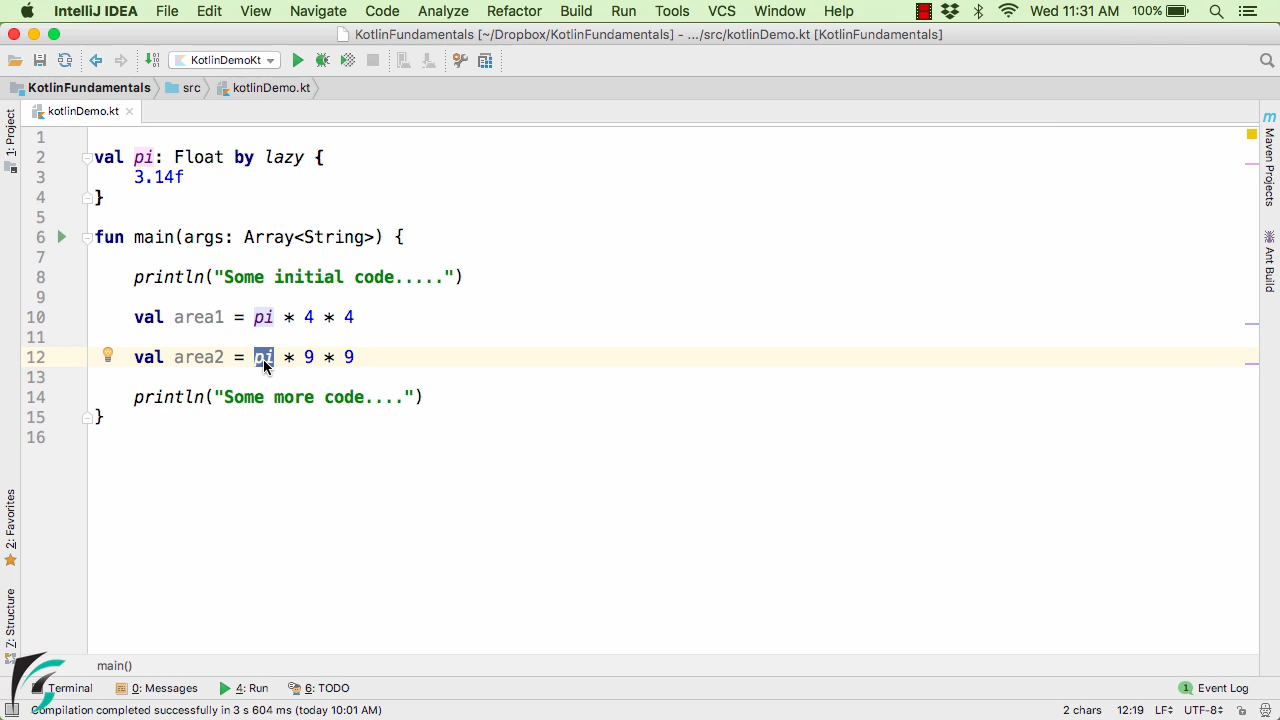 IntelliJ IDEA File Edit View Navigate Code Analyze Refactor Build Run Tools VCS Window Help Wed 11:31 AM 100%
KotlinFundamentals [~/Dropbox/KotlinFundamentals] - .../src/kotlinDemo.kt [KotlinFundamentals]
KotlinDemoKt
KotlinFundamentals src kotlinDemo.kt
kotlinDemo.kt
1: Project
Maven Projects
Ant Build
2: Favorites
Z: Structure
1
2 val pi: Float by lazy {
3 3.14f
4 }
5
6 fun main(args: Array<String>) {
7
8 println("Some initial code.....")
9
10 val area1 = pi * 4 * 4
11
12 val area2 = pi * 9 * 9
13
14 println("Some more code....")
15 }
16
main()
Terminal 0: Messages 4: Run 6: TODO 1 Event Log
Compilation completed successfully in 3 s 604 ms (today 10:01 AM) 2 chars 12:19 LF÷ UTF-8÷